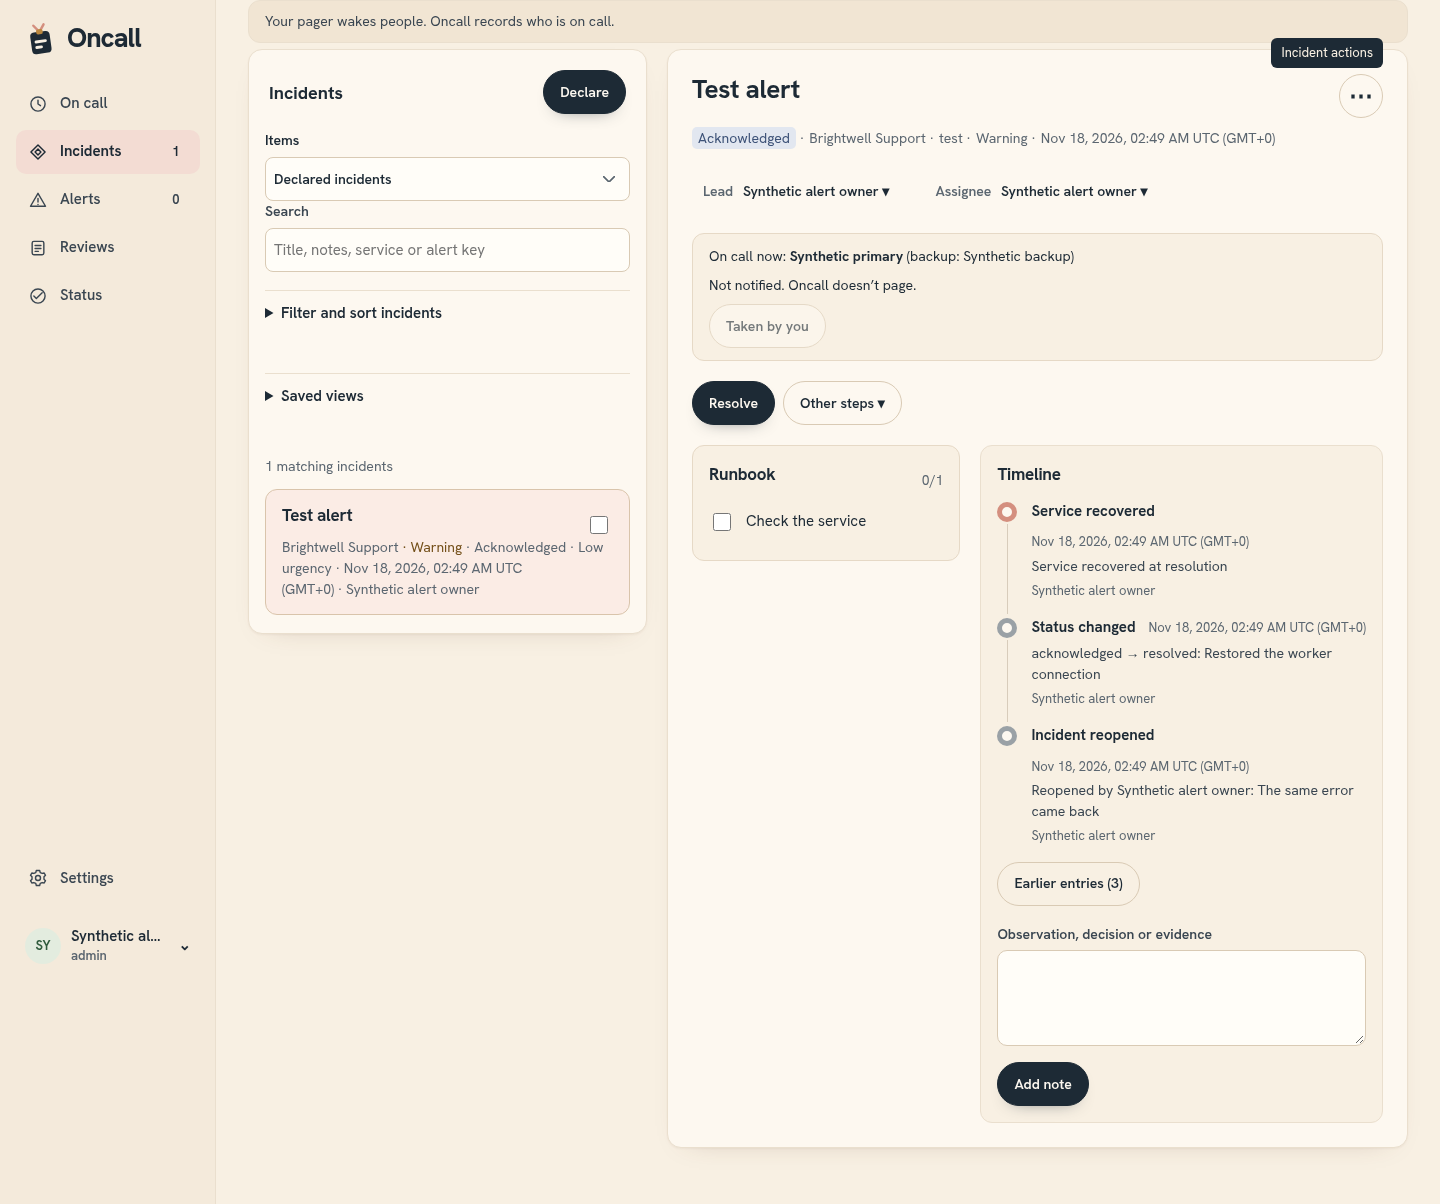 Oncall
On call
Incidents 1
Alerts 0
Reviews
Status
Settings
SY
Synthetic al...
admin
Your pager wakes people. Oncall records who is on call.
Incidents
Declare
Items
Declared incidents
Search
Title, notes, service or alert key
Filter and sort incidents
Saved views
1 matching incidents
Test alert
Brightwell Support · Warning · Acknowledged · Low
urgency · Nov 18, 2026, 02:49 AM UTC
(GMT+0) · Synthetic alert owner
Incident actions
Test alert
Acknowledged · Brightwell Support · test · Warning · Nov 18, 2026, 02:49 AM UTC (GMT+0)
Lead Synthetic alert owner ▾ Assignee Synthetic alert owner ▾
On call now: Synthetic primary (backup: Synthetic backup)
Not notified. Oncall doesn’t page.
Taken by you
Resolve
Other steps ▾
Runbook 0/1
Check the service
Timeline
Service recovered
Nov 18, 2026, 02:49 AM UTC (GMT+0)
Service recovered at resolution
Synthetic alert owner
Status changed Nov 18, 2026, 02:49 AM UTC (GMT+0)
acknowledged → resolved: Restored the worker
connection
Synthetic alert owner
Incident reopened
Nov 18, 2026, 02:49 AM UTC (GMT+0)
Reopened by Synthetic alert owner: The same error
came back
Synthetic alert owner
Earlier entries (3)
Observation, decision or evidence
Add note